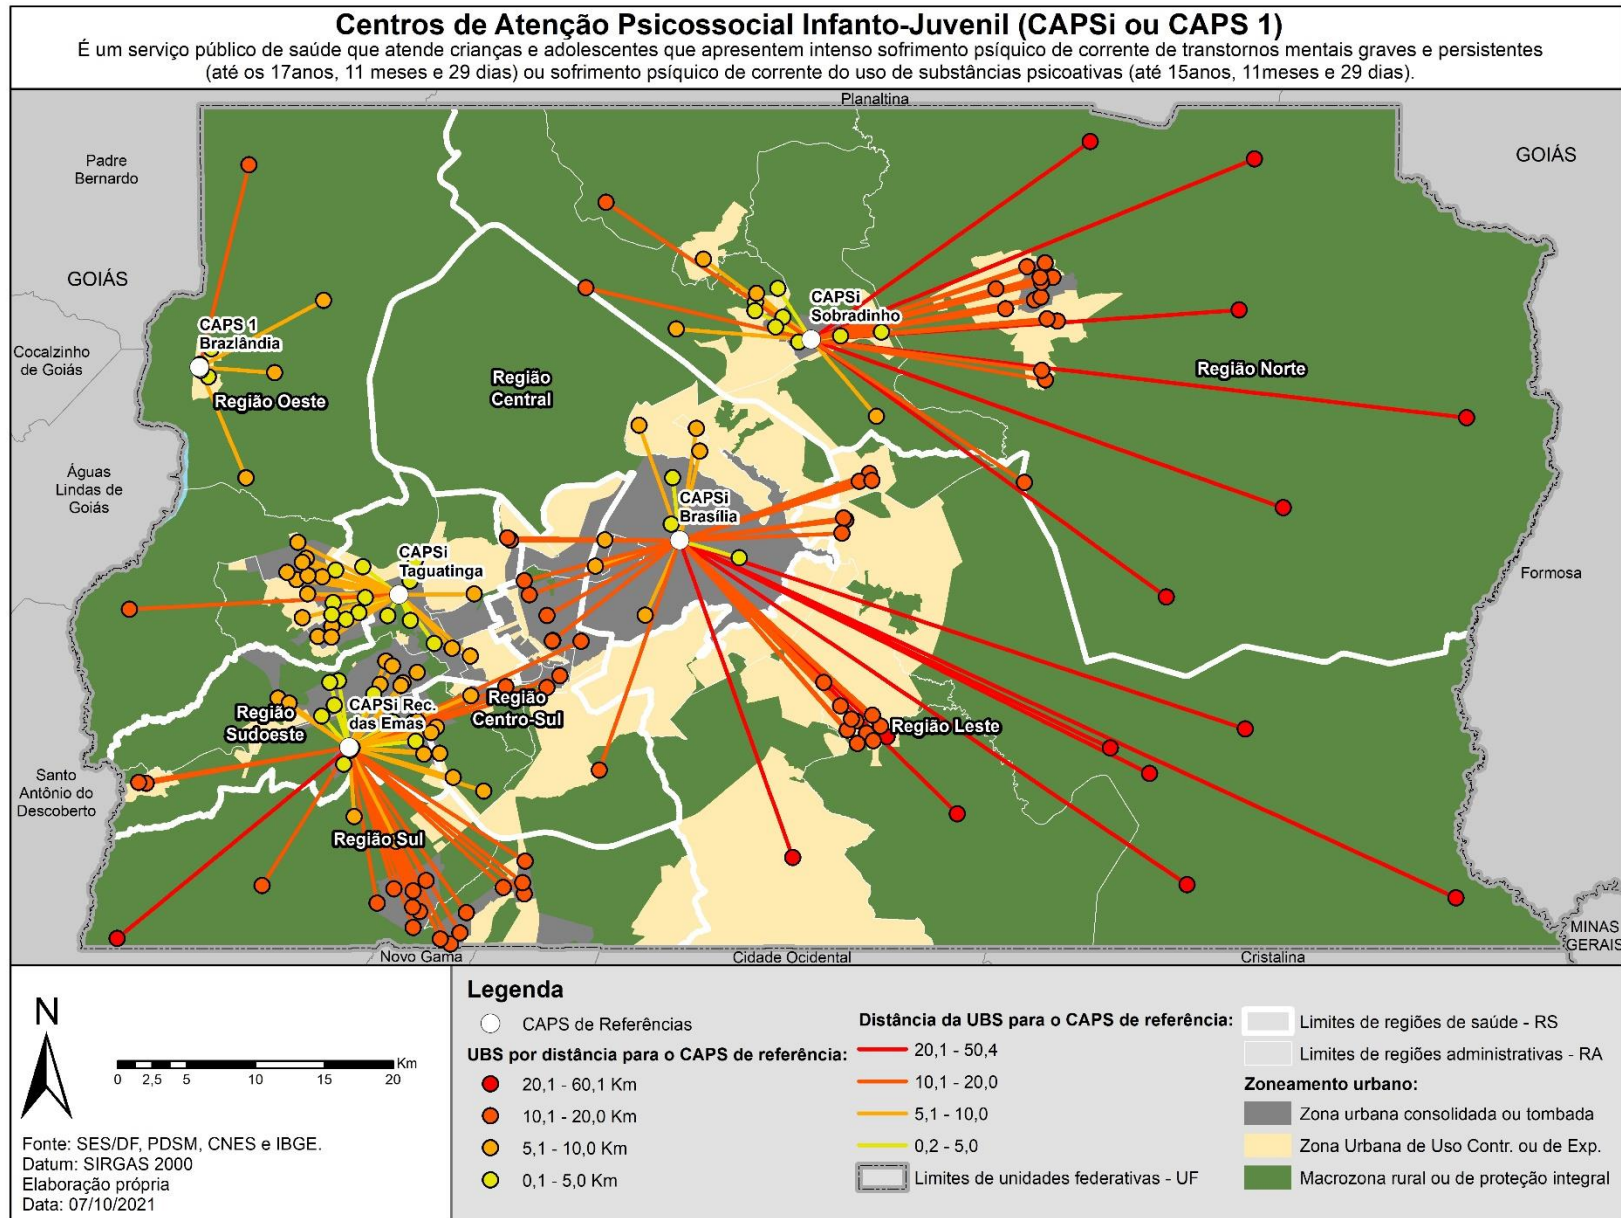 Centros de Atenção Psicossocial Infanto-Juvenil (CAPSi ou CAPS 1)
É um serviço público de saúde que atende crianças e adolescentes que apresentem intenso sofrimento psíquico de corrente de transtornos mentais graves e persistentes
(até os 17anos, 11 meses e 29 dias) ou sofrimento psíquico de corrente do uso de substâncias psicoativas (até 15anos, 11meses e 29 dias).
Planaltina
Padre
Bernardo
GOIÁS
GOIÁS
CAPS 1
Brazlândia
CAPSi
Sobradinho
Cocalzinho
de Goiás
Região Oeste
Região
Central
Região Norte
Águas
Lindas de
Goiás
CAPSi
Brasília
CAPSi
Taguatinga
Formosa
CAPSi Rec.
das Emas
Região
Sudoeste
Região
Centro-Sul
Região Leste
Santo
Antônio do
Descoberto
Região Sul
MINAS
GERAIS
Novo Gama
Cidade Ocidental
Cristalina
N
Km
0 2,5 5 10 15 20
Fonte: SES/DF, PDSM, CNES e IBGE.
Datum: SIRGAS 2000
Elaboração própria
Data: 07/10/2021
Legenda
CAPS de Referências
UBS por distância para o CAPS de referência:
20,1 - 60,1 Km
10,1 - 20,0 Km
5,1 - 10,0 Km
0,1 - 5,0 Km
Distância da UBS para o CAPS de referência:
20,1 - 50,4
10,1 - 20,0
5,1 - 10,0
0,2 - 5,0
Limites de unidades federativas - UF
Limites de regiões de saúde - RS
Limites de regiões administrativas - RA
Zoneamento urbano:
Zona urbana consolidada ou tombada
Zona Urbana de Uso Contr. ou de Exp.
Macrozona rural ou de proteção integral